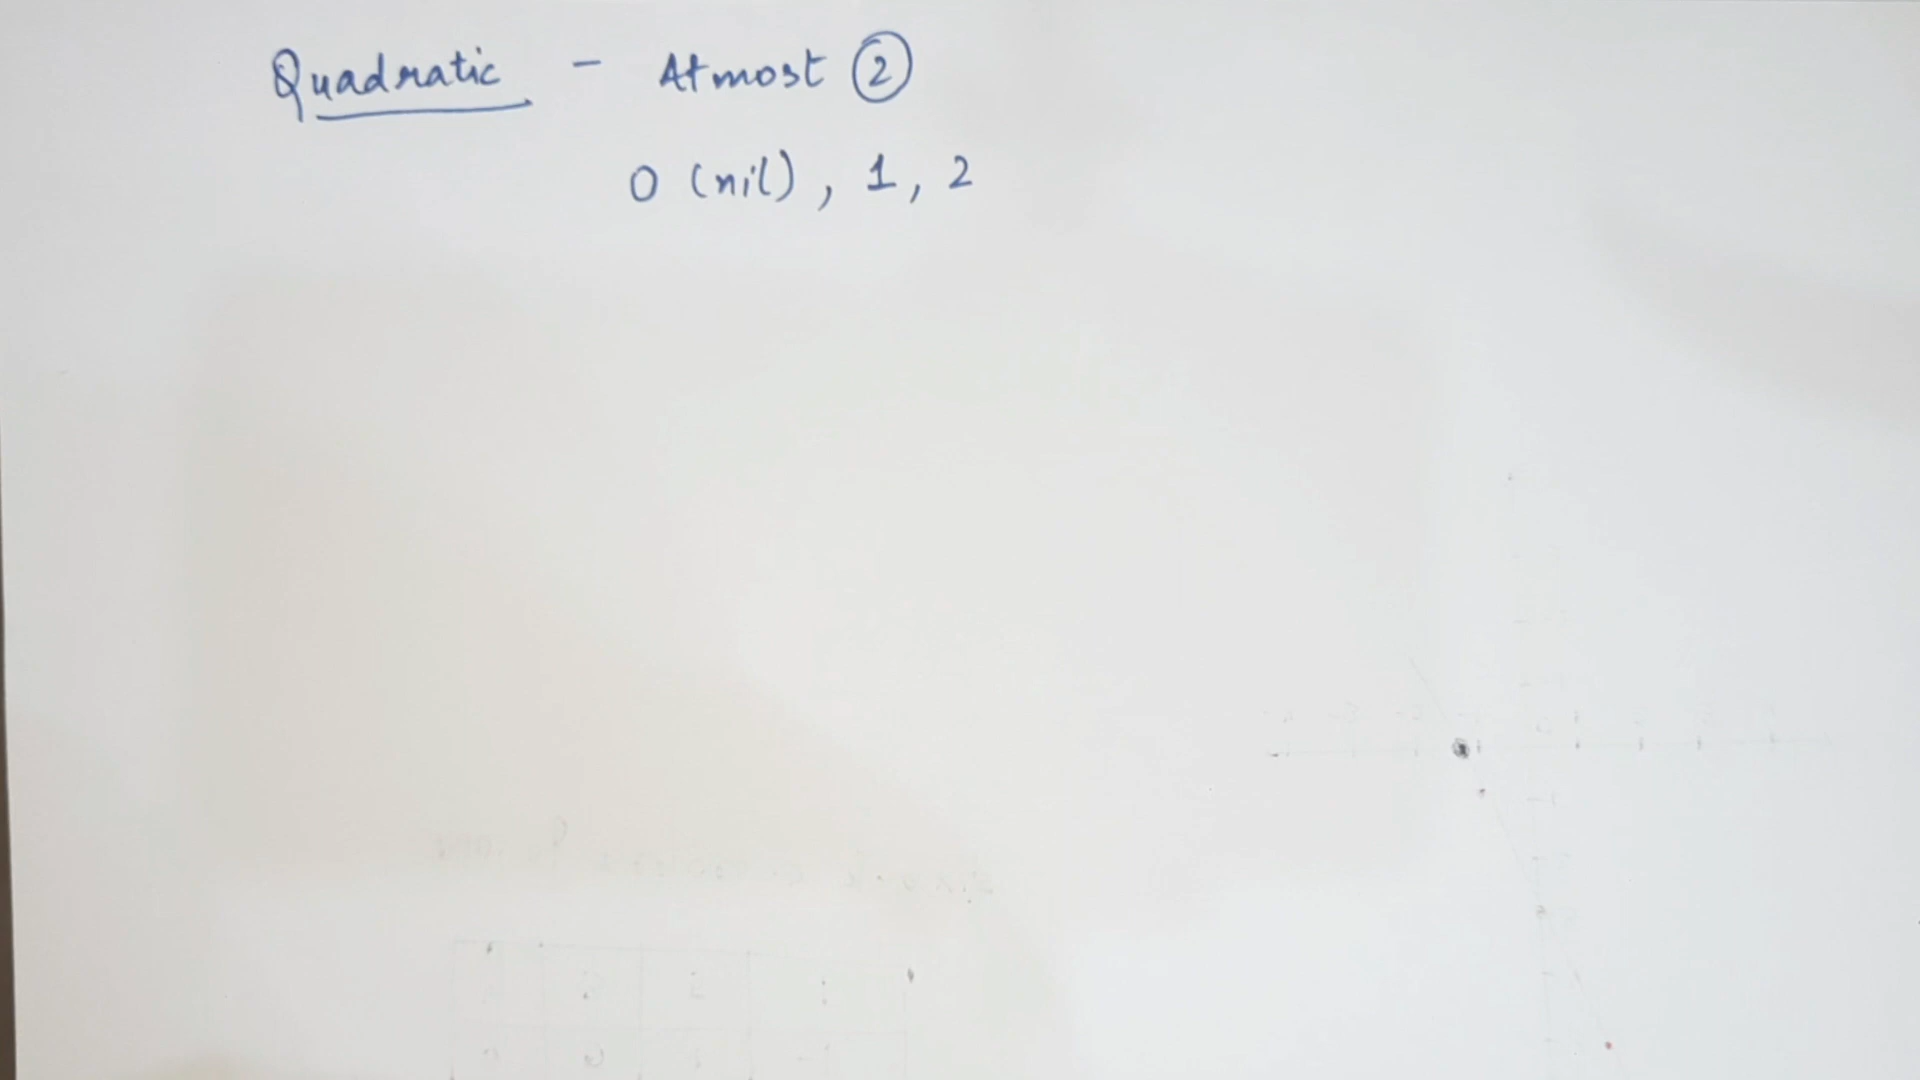 Quadratic - Atmost 2
0 (nil), 1, 2